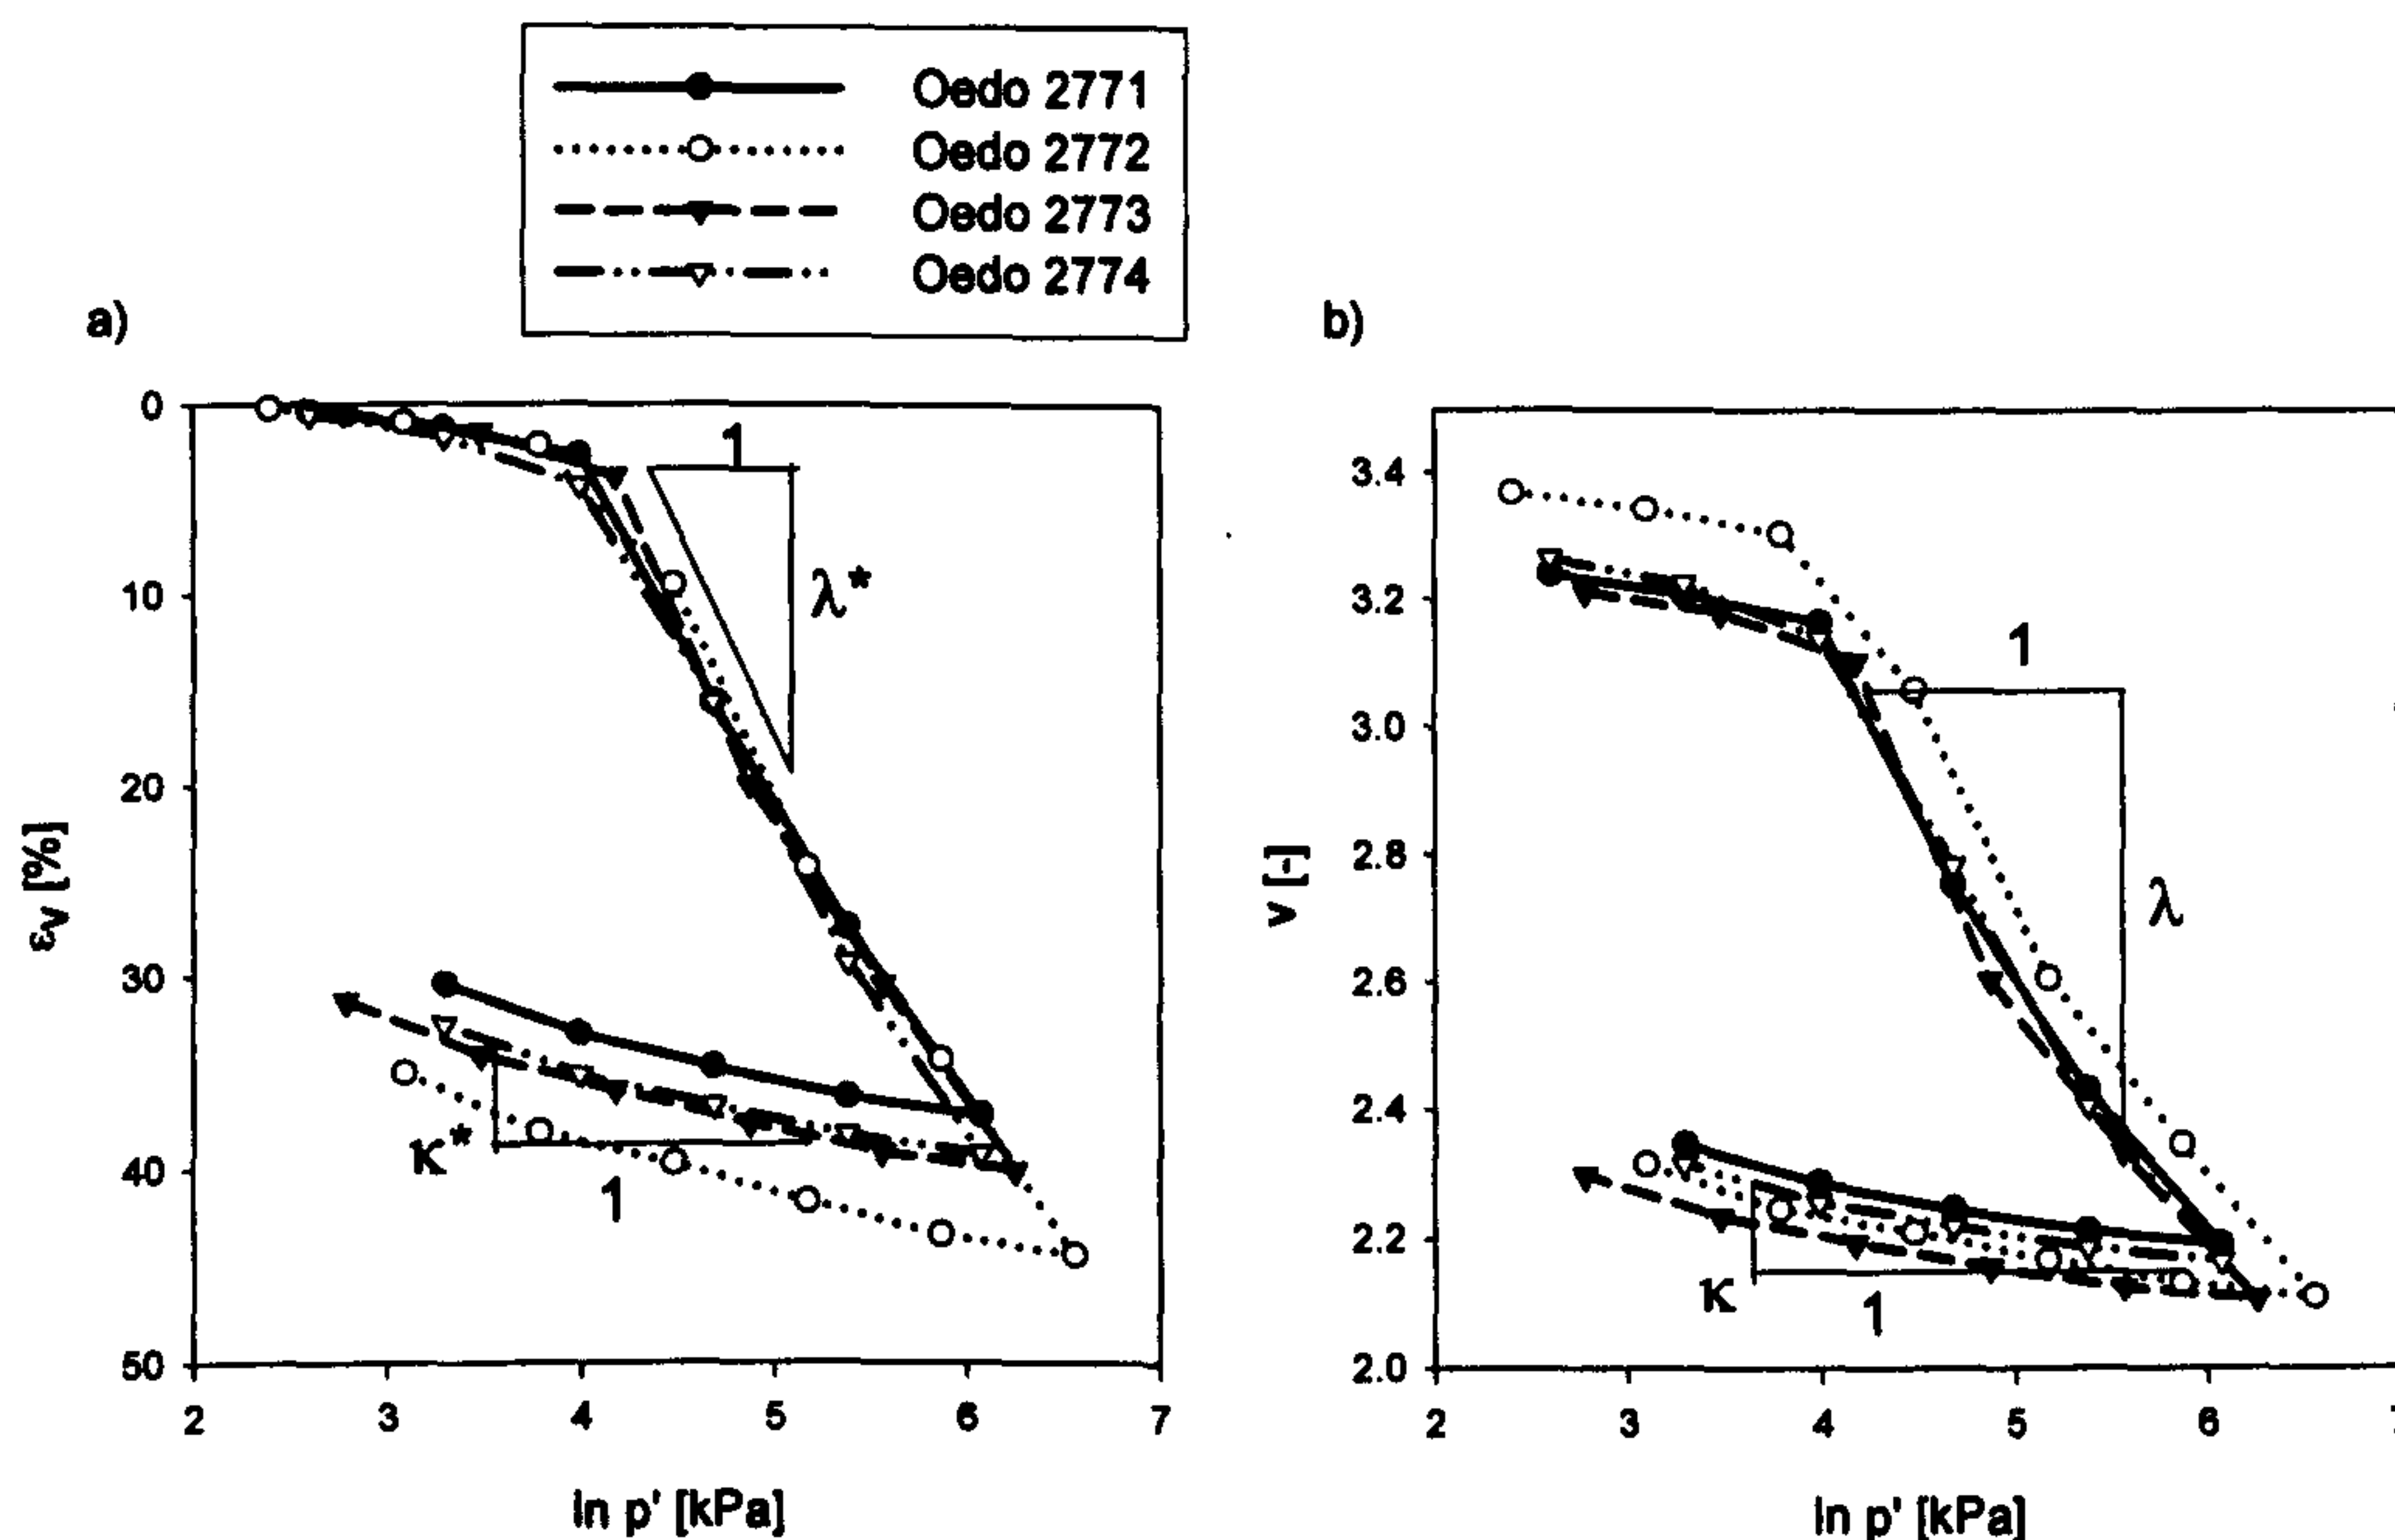 Oedo 2771
Oedo 2772
Oedo 2773
Oedo 2774
a)
0
10
20
30
40
50
εv [%]
1
λ*
κ*
1
2 3 4 5 6 7
ln p' [kPa]
b)
3.4
3.2
3.0
2.8
2.6
2.4
2.2
2.0
v [-]
1
λ
κ
1
2 3 4 5 6
ln p' [kPa]